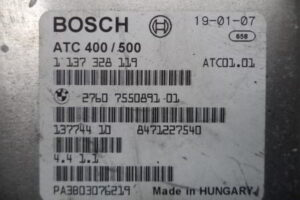 BOSCH
19-01-07
ATC 400/500
658
1 137 328 119
ATC01.01
2760 7550891 01
137744 10
8471227540
4.4 1.1
PA3803076219
Made in HUNGARY